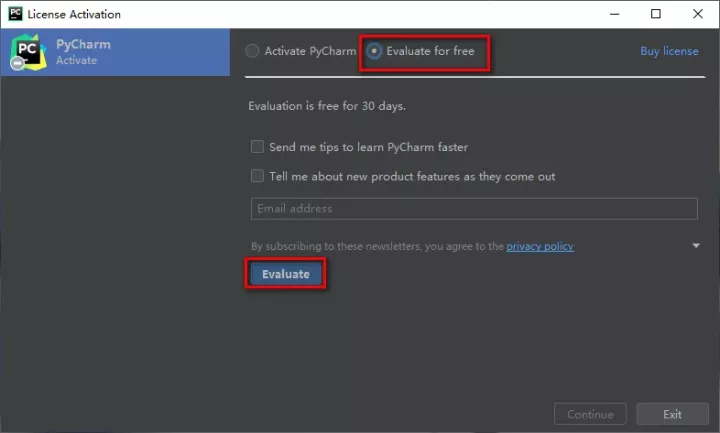 License Activation
PC
PyCharm
Activate
Activate PyCharm Evaluate for free Buy license
Evaluation is free for 30 days.
Send me tips to learn PyCharm faster
Tell me about new product features as they come out
Email address
By subscribing to these newsletters, you agree to the privacy policy
Evaluate
Continue Exit